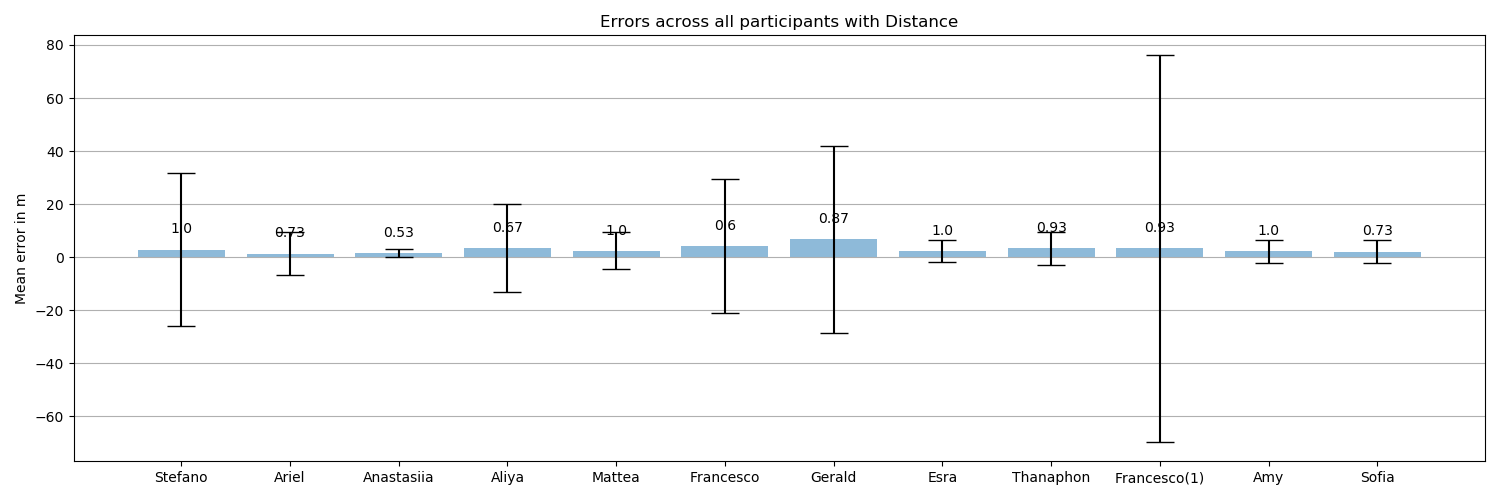 Errors across all participants with Distance
Mean error in m
80
60
40
20
0
−20
−40
−60
1.0
0.73
0.53
0.67
1.0
0.6
0.87
1.0
0.93
0.93
1.0
0.73
Stefano
Ariel
Anastasiia
Aliya
Mattea
Francesco
Gerald
Esra
Thanaphon
Francesco(1)
Amy
Sofia